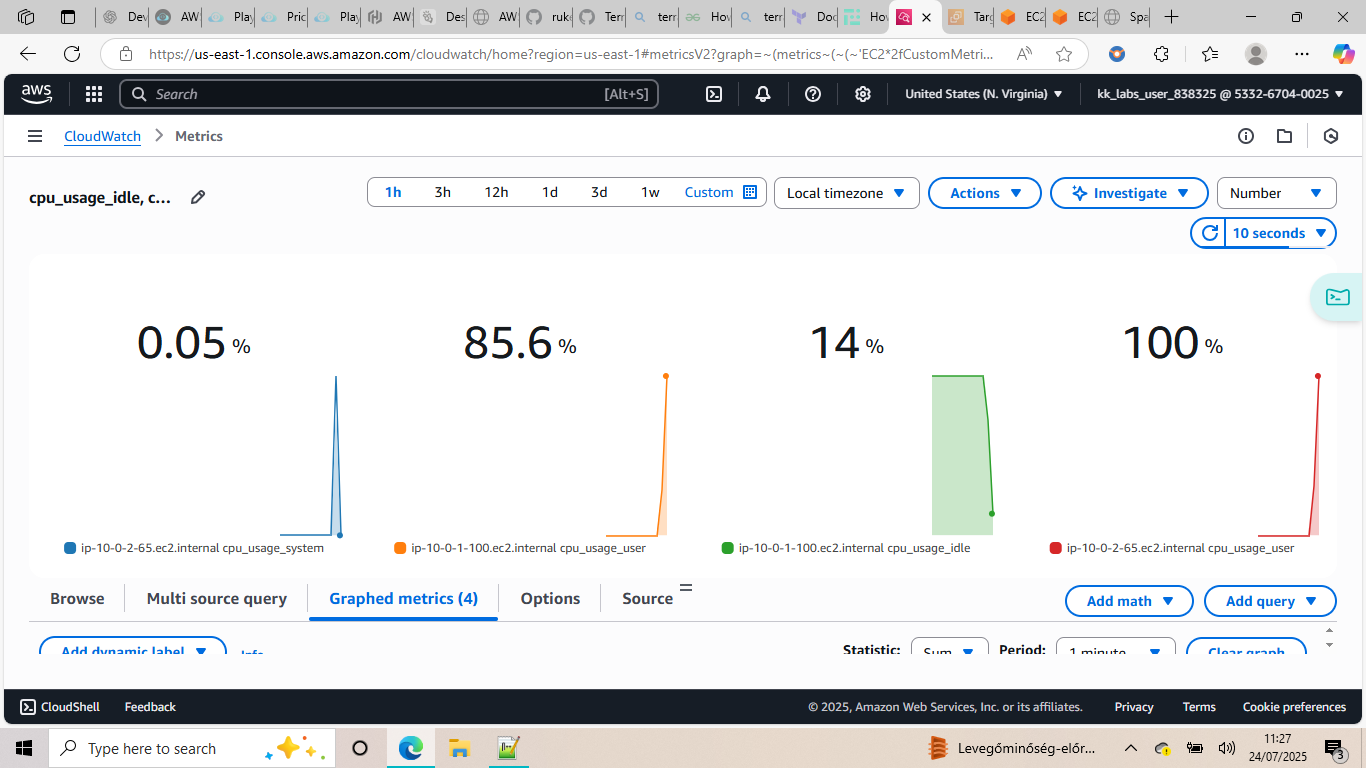 Dev
AW
Play
Pric
Play
AW
Des
AW
ruke
Terr
terr
How
terr
Doc
How
Targ
EC2
EC2
Spa
https://us-east-1.console.aws.amazon.com/cloudwatch/home?region=us-east-1#metricsV2?graph=~(metrics~(~(~'EC2*2fCustomMetri...
aws
Search
[Alt+S]
United States (N. Virginia)
kk_labs_user_838325 @ 5332-6704-0025
CloudWatch
Metrics
cpu_usage_idle, c...
1h 3h 12h 1d 3d 1w Custom
Local timezone
Actions
Investigate
Number
10 seconds
0.05 %
85.6 %
14 %
100 %
ip-10-0-2-65.ec2.internal cpu_usage_system
ip-10-0-1-100.ec2.internal cpu_usage_user
ip-10-0-1-100.ec2.internal cpu_usage_idle
ip-10-0-2-65.ec2.internal cpu_usage_user
Browse
Multi source query
Graphed metrics (4)
Options
Source
Add math
Add query
Add dynamic label
Info
Statistic:
Sum
Period:
1 minute
Clear graph
CloudShell
Feedback
© 2025, Amazon Web Services, Inc. or its affiliates.
Privacy
Terms
Cookie preferences
Type here to search
Levegőminőség-előr...
11:27
24/07/2025
3